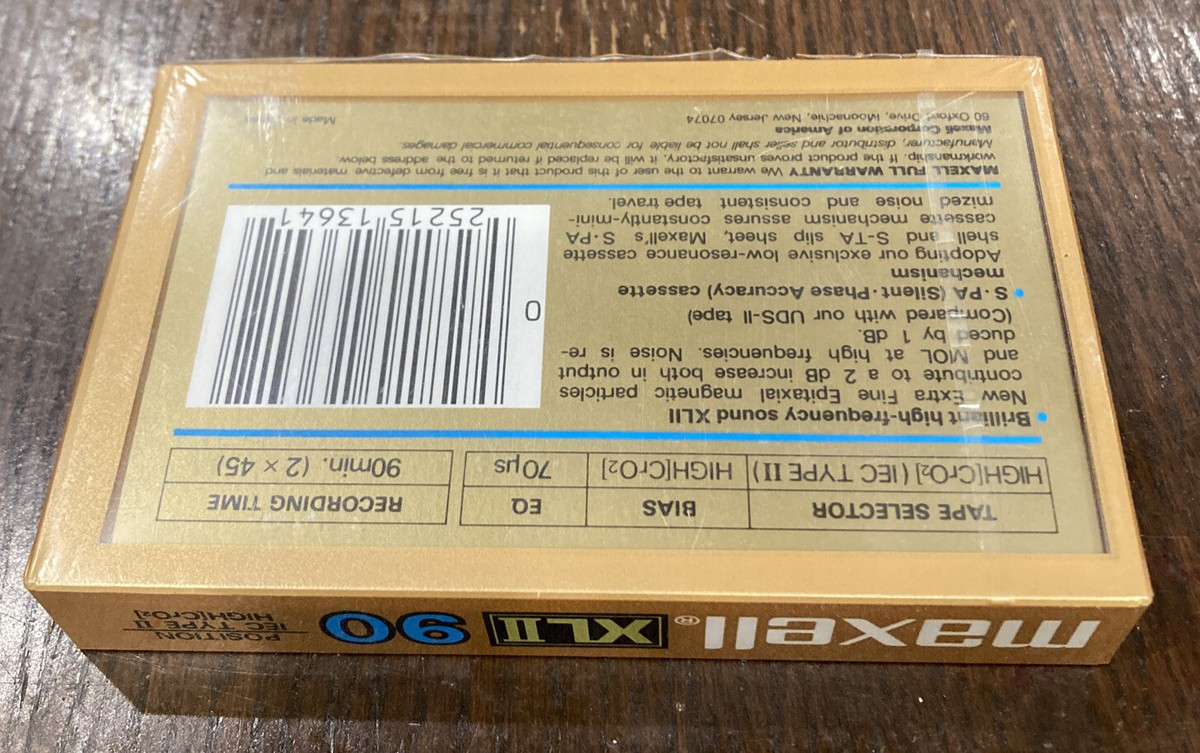 maxell® XLII 90 POSITION
IEC TYPE II
HIGH[CrO2]
TAPE SELECTOR BIAS EQ RECORDING TIME
HIGH[CrO2] (IEC TYPE II) HIGH[CrO2] 70µs 90min. (2 × 45)
• Brilliant high-frequency sound XLII
New Extra Fine Epitaxial magnetic particles
contribute to a 2 dB increase both in output
and MOL at high frequencies. Noise is re-
duced by 1 dB.
(Compared with our UDS-II tape)
• S·PA (Silent·Phase·Accuracy) cassette
mechanism
Adopting our exclusive low-resonance cassette
shell and S-TA slip sheet, Maxell's S·PA
cassette mechanism assures constantly-mini-
mized noise and consistent tape travel.
0
25215 13641
MAXELL FULL WARRANTY We warrant to the user of this product that it is free from defective materials and
workmanship. If the product proves unsatisfactory, it will be replaced if returned to the address below.
Manufacturer, distributor and seller shall not be liable for consequential commercial damages.
Maxell Corporation of America
60 Oxford Drive, Moonachie, New Jersey 07074
Made in Japan